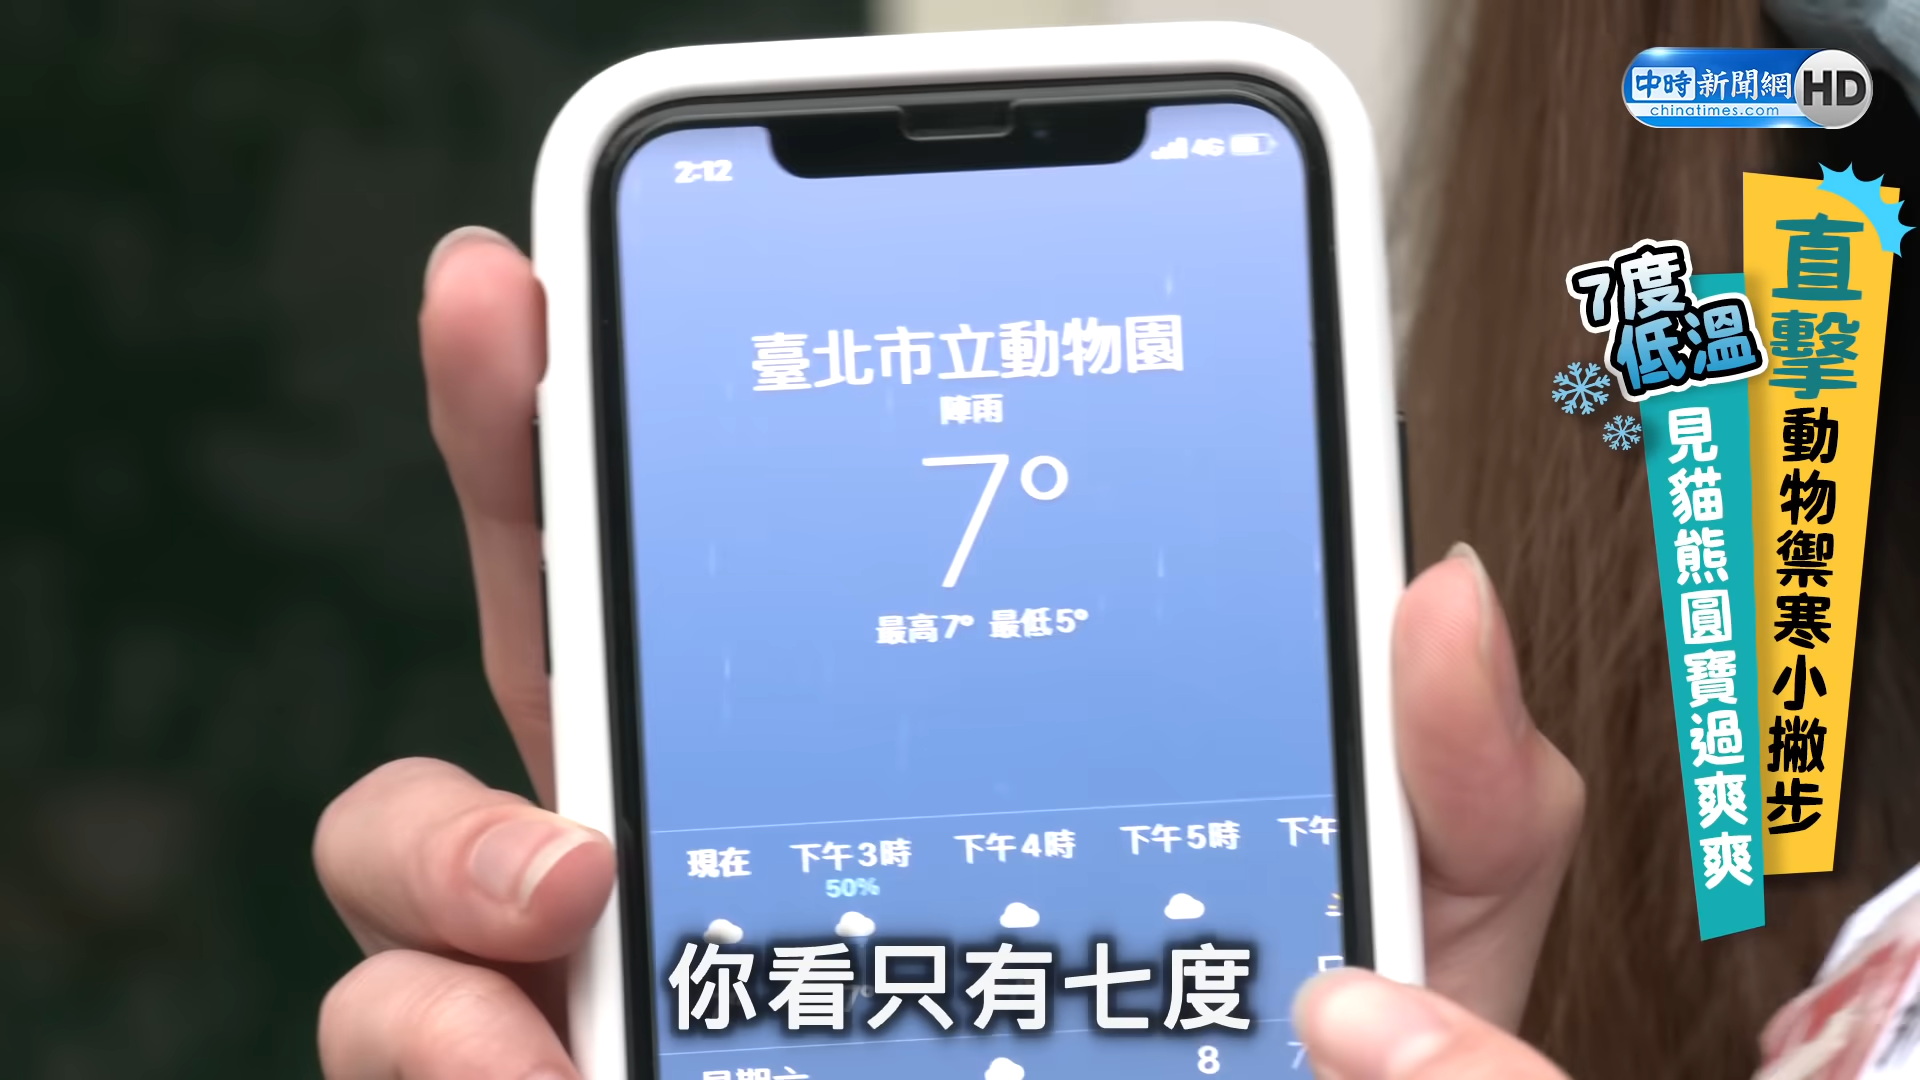 2:12
4G
臺北市立動物園
陣雨
7°
最高7° 最低5°
現在 下午3時 下午4時 下午5時 下午
50%
你看只有七度
8
中時新聞網 HD
chinatimes.com
直擊動物禦寒小撇步
7度低溫見貓熊圓寶過爽爽